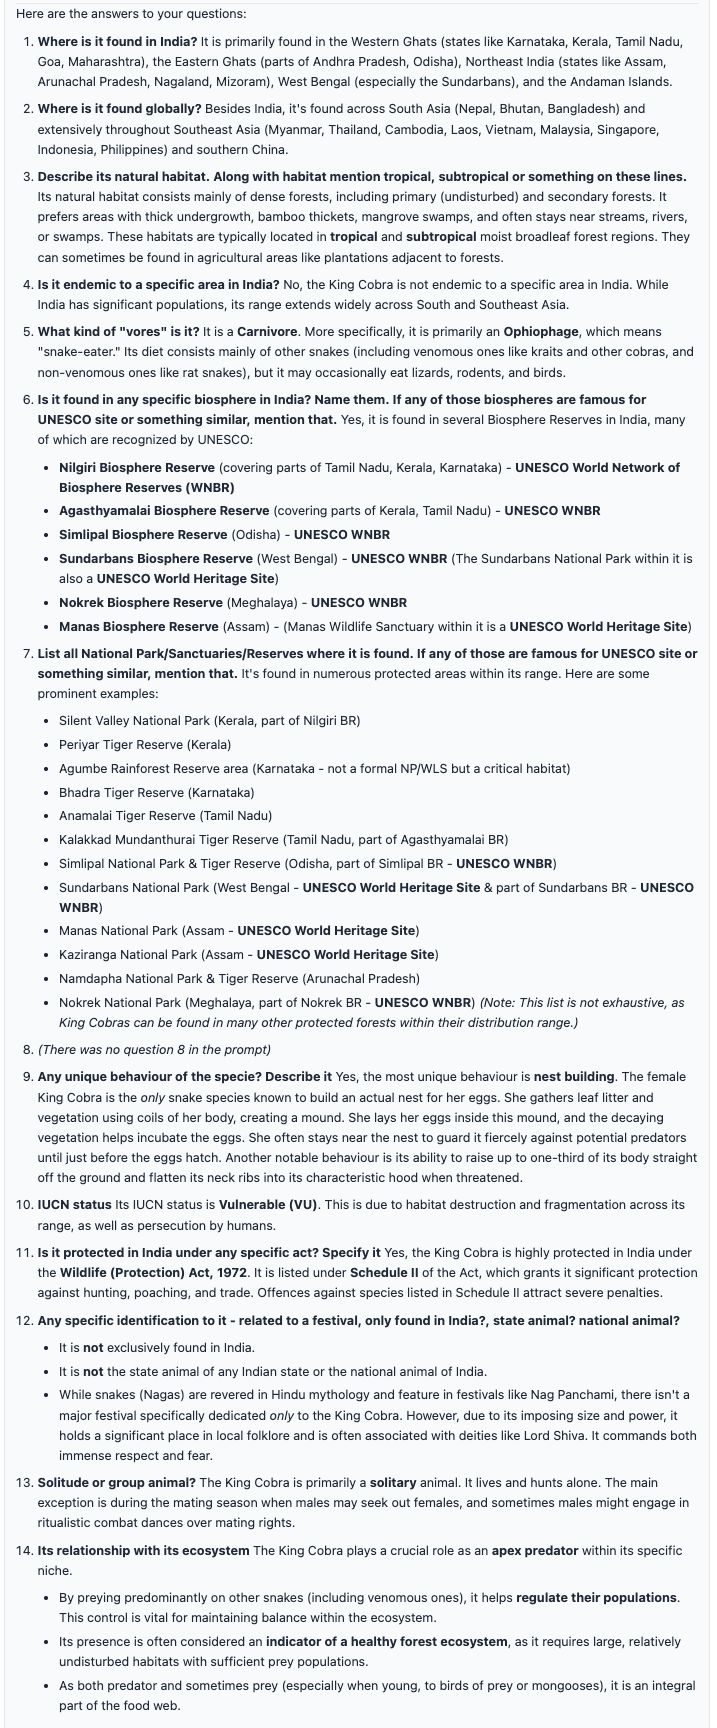 Here are the answers to your questions:
1. Where is it found in India? It is primarily found in the Western Ghats (states like Karnataka, Kerala, Tamil Nadu,
Goa, Maharashtra), the Eastern Ghats (parts of Andhra Pradesh, Odisha), Northeast India (states like Assam,
Arunachal Pradesh, Nagaland, Mizoram), West Bengal (especially the Sundarbans), and the Andaman Islands.
2. Where is it found globally? Besides India, it's found across South Asia (Nepal, Bhutan, Bangladesh) and
extensively throughout Southeast Asia (Myanmar, Thailand, Cambodia, Laos, Vietnam, Malaysia, Singapore,
Indonesia, Philippines) and southern China.
3. Describe its natural habitat. Along with habitat mention tropical, subtropical or something on these lines.
Its natural habitat consists mainly of dense forests, including primary (undisturbed) and secondary forests. It
prefers areas with thick undergrowth, bamboo thickets, mangrove swamps, and often stays near streams, rivers,
or swamps. These habitats are typically located in tropical and subtropical moist broadleaf forest regions. They
can sometimes be found in agricultural areas like plantations adjacent to forests.
4. Is it endemic to a specific area in India? No, the King Cobra is not endemic to a specific area in India. While
India has significant populations, its range extends widely across South and Southeast Asia.
5. What kind of "vores" is it? It is a Carnivore. More specifically, it is primarily an Ophiophage, which means
"snake-eater." Its diet consists mainly of other snakes (including venomous ones like kraits and other cobras, and
non-venomous ones like rat snakes), but it may occasionally eat lizards, rodents, and birds.
6. Is it found in any specific biosphere in India? Name them. If any of those biospheres are famous for
UNESCO site or something similar, mention that. Yes, it is found in several Biosphere Reserves in India, many
of which are recognized by UNESCO:
• Nilgiri Biosphere Reserve (covering parts of Tamil Nadu, Kerala, Karnataka) - UNESCO World Network of
Biosphere Reserves (WNBR)
• Agasthyamalai Biosphere Reserve (covering parts of Kerala, Tamil Nadu) - UNESCO WNBR
• Simlipal Biosphere Reserve (Odisha) - UNESCO WNBR
• Sundarbans Biosphere Reserve (West Bengal) - UNESCO WNBR (The Sundarbans National Park within it is
also a UNESCO World Heritage Site)
• Nokrek Biosphere Reserve (Meghalaya) - UNESCO WNBR
• Manas Biosphere Reserve (Assam) - (Manas Wildlife Sanctuary within it is a UNESCO World Heritage Site)
7. List all National Park/Sanctuaries/Reserves where it is found. If any of those are famous for UNESCO site or
something similar, mention that. It's found in numerous protected areas within its range. Here are some
prominent examples:
• Silent Valley National Park (Kerala, part of Nilgiri BR)
• Periyar Tiger Reserve (Kerala)
• Agumbe Rainforest Reserve area (Karnataka - not a formal NP/WLS but a critical habitat)
• Bhadra Tiger Reserve (Karnataka)
• Anamalai Tiger Reserve (Tamil Nadu)
• Kalakkad Mundanthurai Tiger Reserve (Tamil Nadu, part of Agasthyamalai BR)
• Simlipal National Park & Tiger Reserve (Odisha, part of Simlipal BR - UNESCO WNBR)
• Sundarbans National Park (West Bengal - UNESCO World Heritage Site & part of Sundarbans BR - UNESCO
WNBR)
• Manas National Park (Assam - UNESCO World Heritage Site)
• Kaziranga National Park (Assam - UNESCO World Heritage Site)
• Namdapha National Park & Tiger Reserve (Arunachal Pradesh)
• Nokrek National Park (Meghalaya, part of Nokrek BR - UNESCO WNBR) (Note: This list is not exhaustive, as
King Cobras can be found in many other protected forests within their distribution range.)
8. (There was no question 8 in the prompt)
9. Any unique behaviour of the specie? Describe it Yes, the most unique behaviour is nest building. The female
King Cobra is the only snake species known to build an actual nest for her eggs. She gathers leaf litter and
vegetation using coils of her body, creating a mound. She lays her eggs inside this mound, and the decaying
vegetation helps incubate the eggs. She often stays near the nest to guard it fiercely against potential predators
until just before the eggs hatch. Another notable behaviour is its ability to raise up to one-third of its body straight
off the ground and flatten its neck ribs into its characteristic hood when threatened.
10. IUCN status Its IUCN status is Vulnerable (VU). This is due to habitat destruction and fragmentation across its
range, as well as persecution by humans.
11. Is it protected in India under any specific act? Specify it Yes, the King Cobra is highly protected in India under
the Wildlife (Protection) Act, 1972. It is listed under Schedule II of the Act, which grants it significant protection
against hunting, poaching, and trade. Offences against species listed in Schedule II attract severe penalties.
12. Any specific identification to it - related to a festival, only found in India?, state animal? national animal?
• It is not exclusively found in India.
• It is not the state animal of any Indian state or the national animal of India.
• While snakes (Nagas) are revered in Hindu mythology and feature in festivals like Nag Panchami, there isn't a
major festival specifically dedicated only to the King Cobra. However, due to its imposing size and power, it
holds a significant place in local folklore and is often associated with deities like Lord Shiva. It commands both
immense respect and fear.
13. Solitude or group animal? The King Cobra is primarily a solitary animal. It lives and hunts alone. The main
exception is during the mating season when males may seek out females, and sometimes males might engage in
ritualistic combat dances over mating rights.
14. Its relationship with its ecosystem The King Cobra plays a crucial role as an apex predator within its specific
niche.
• By preying predominantly on other snakes (including venomous ones), it helps regulate their populations.
This control is vital for maintaining balance within the ecosystem.
• Its presence is often considered an indicator of a healthy forest ecosystem, as it requires large, relatively
undisturbed habitats with sufficient prey populations.
• As both predator and sometimes prey (especially when young, to birds of prey or mongooses), it is an integral
part of the food web.